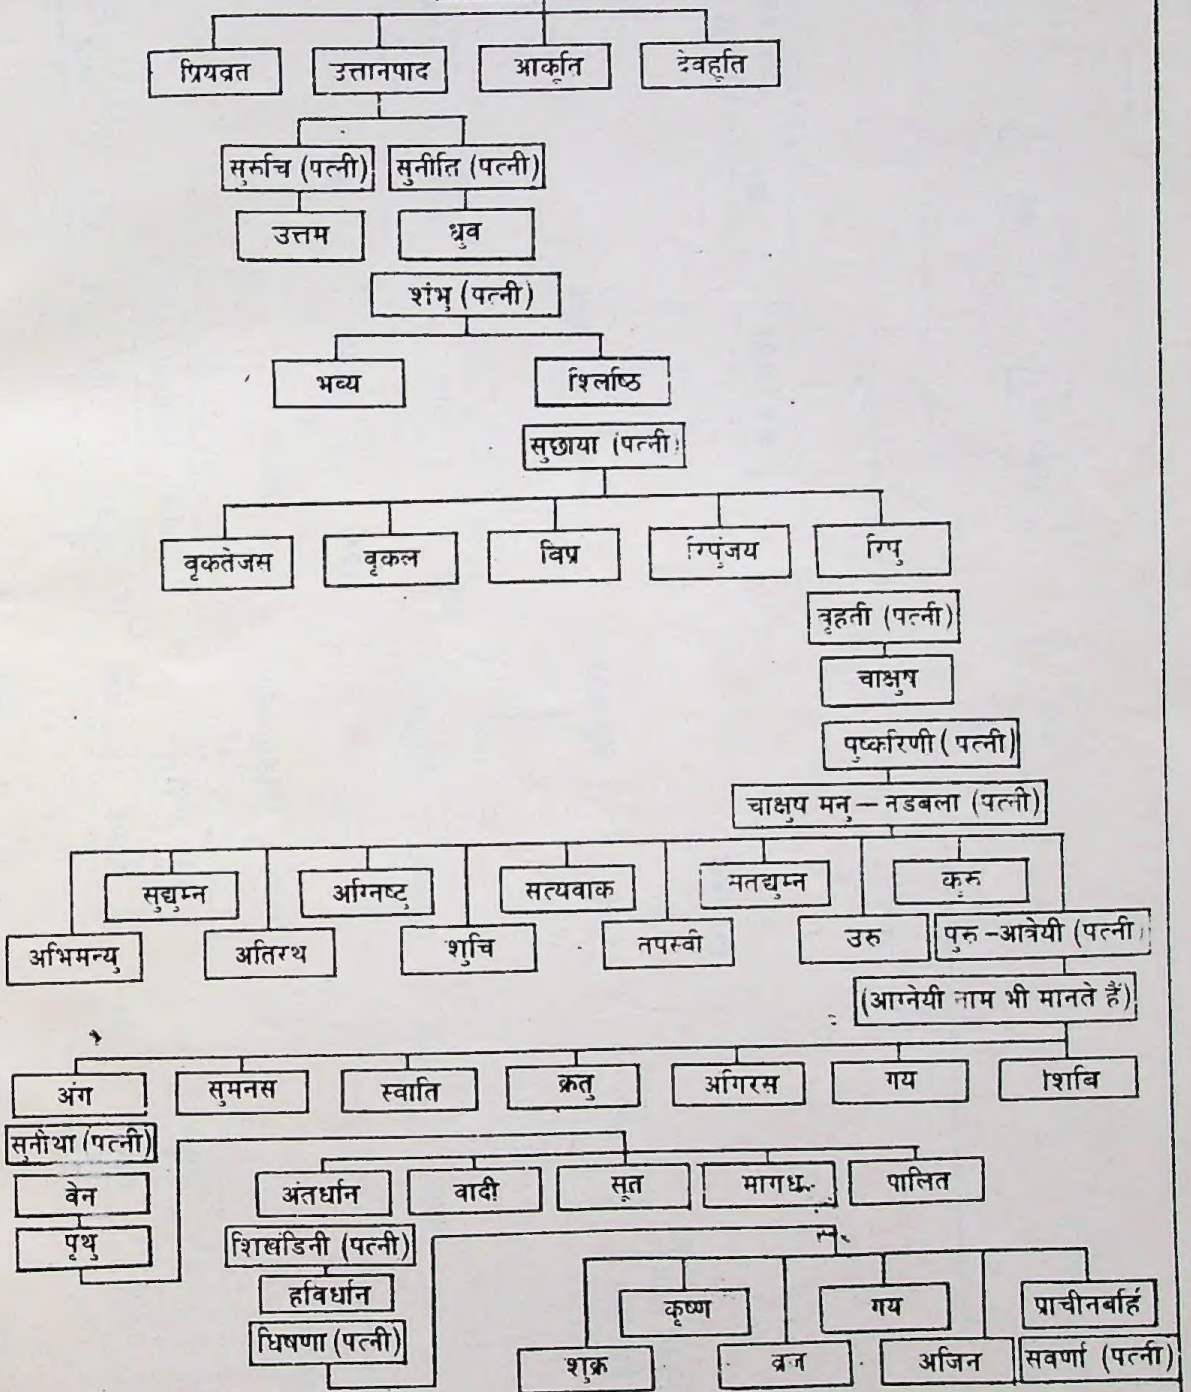 प्रियव्रत उत्तानपाद आकूति देवहूति
सुरुचि (पत्नी) सुनीति (पत्नी)
उत्तम ध्रुव
शंभु (पत्नी)
भव्य श्लिष्ठ
सुछाया (पत्नी)
वृकतेजस वृकल विप्र रिपुंजय रिपु
वृहती (पत्नी)
चाक्षुष
पुष्करिणी (पत्नी)
चाक्षुष मनु – नडबला (पत्नी)
सुद्युम्न अग्निष्टु सत्यवाक मतद्युम्न कुरु
अभिमन्यु अतिरथ शुचि तपस्वी उरु पुरु – आत्रेयी (पत्नी)
(आग्नेयी नाम भी मानते हैं)
अंग सुमनस स्वाति क्रतु अंगिरस गय शिबि
सुनीथा (पत्नी)
वेन अंतर्धान वादी सूत मागध पालित
पृथु शिखंडिनी (पत्नी)
हविर्धान कृष्ण गय प्राचीनबर्हि
धिषणा (पत्नी) शुक्र व्रज अजिन सवर्णा (पत्नी)